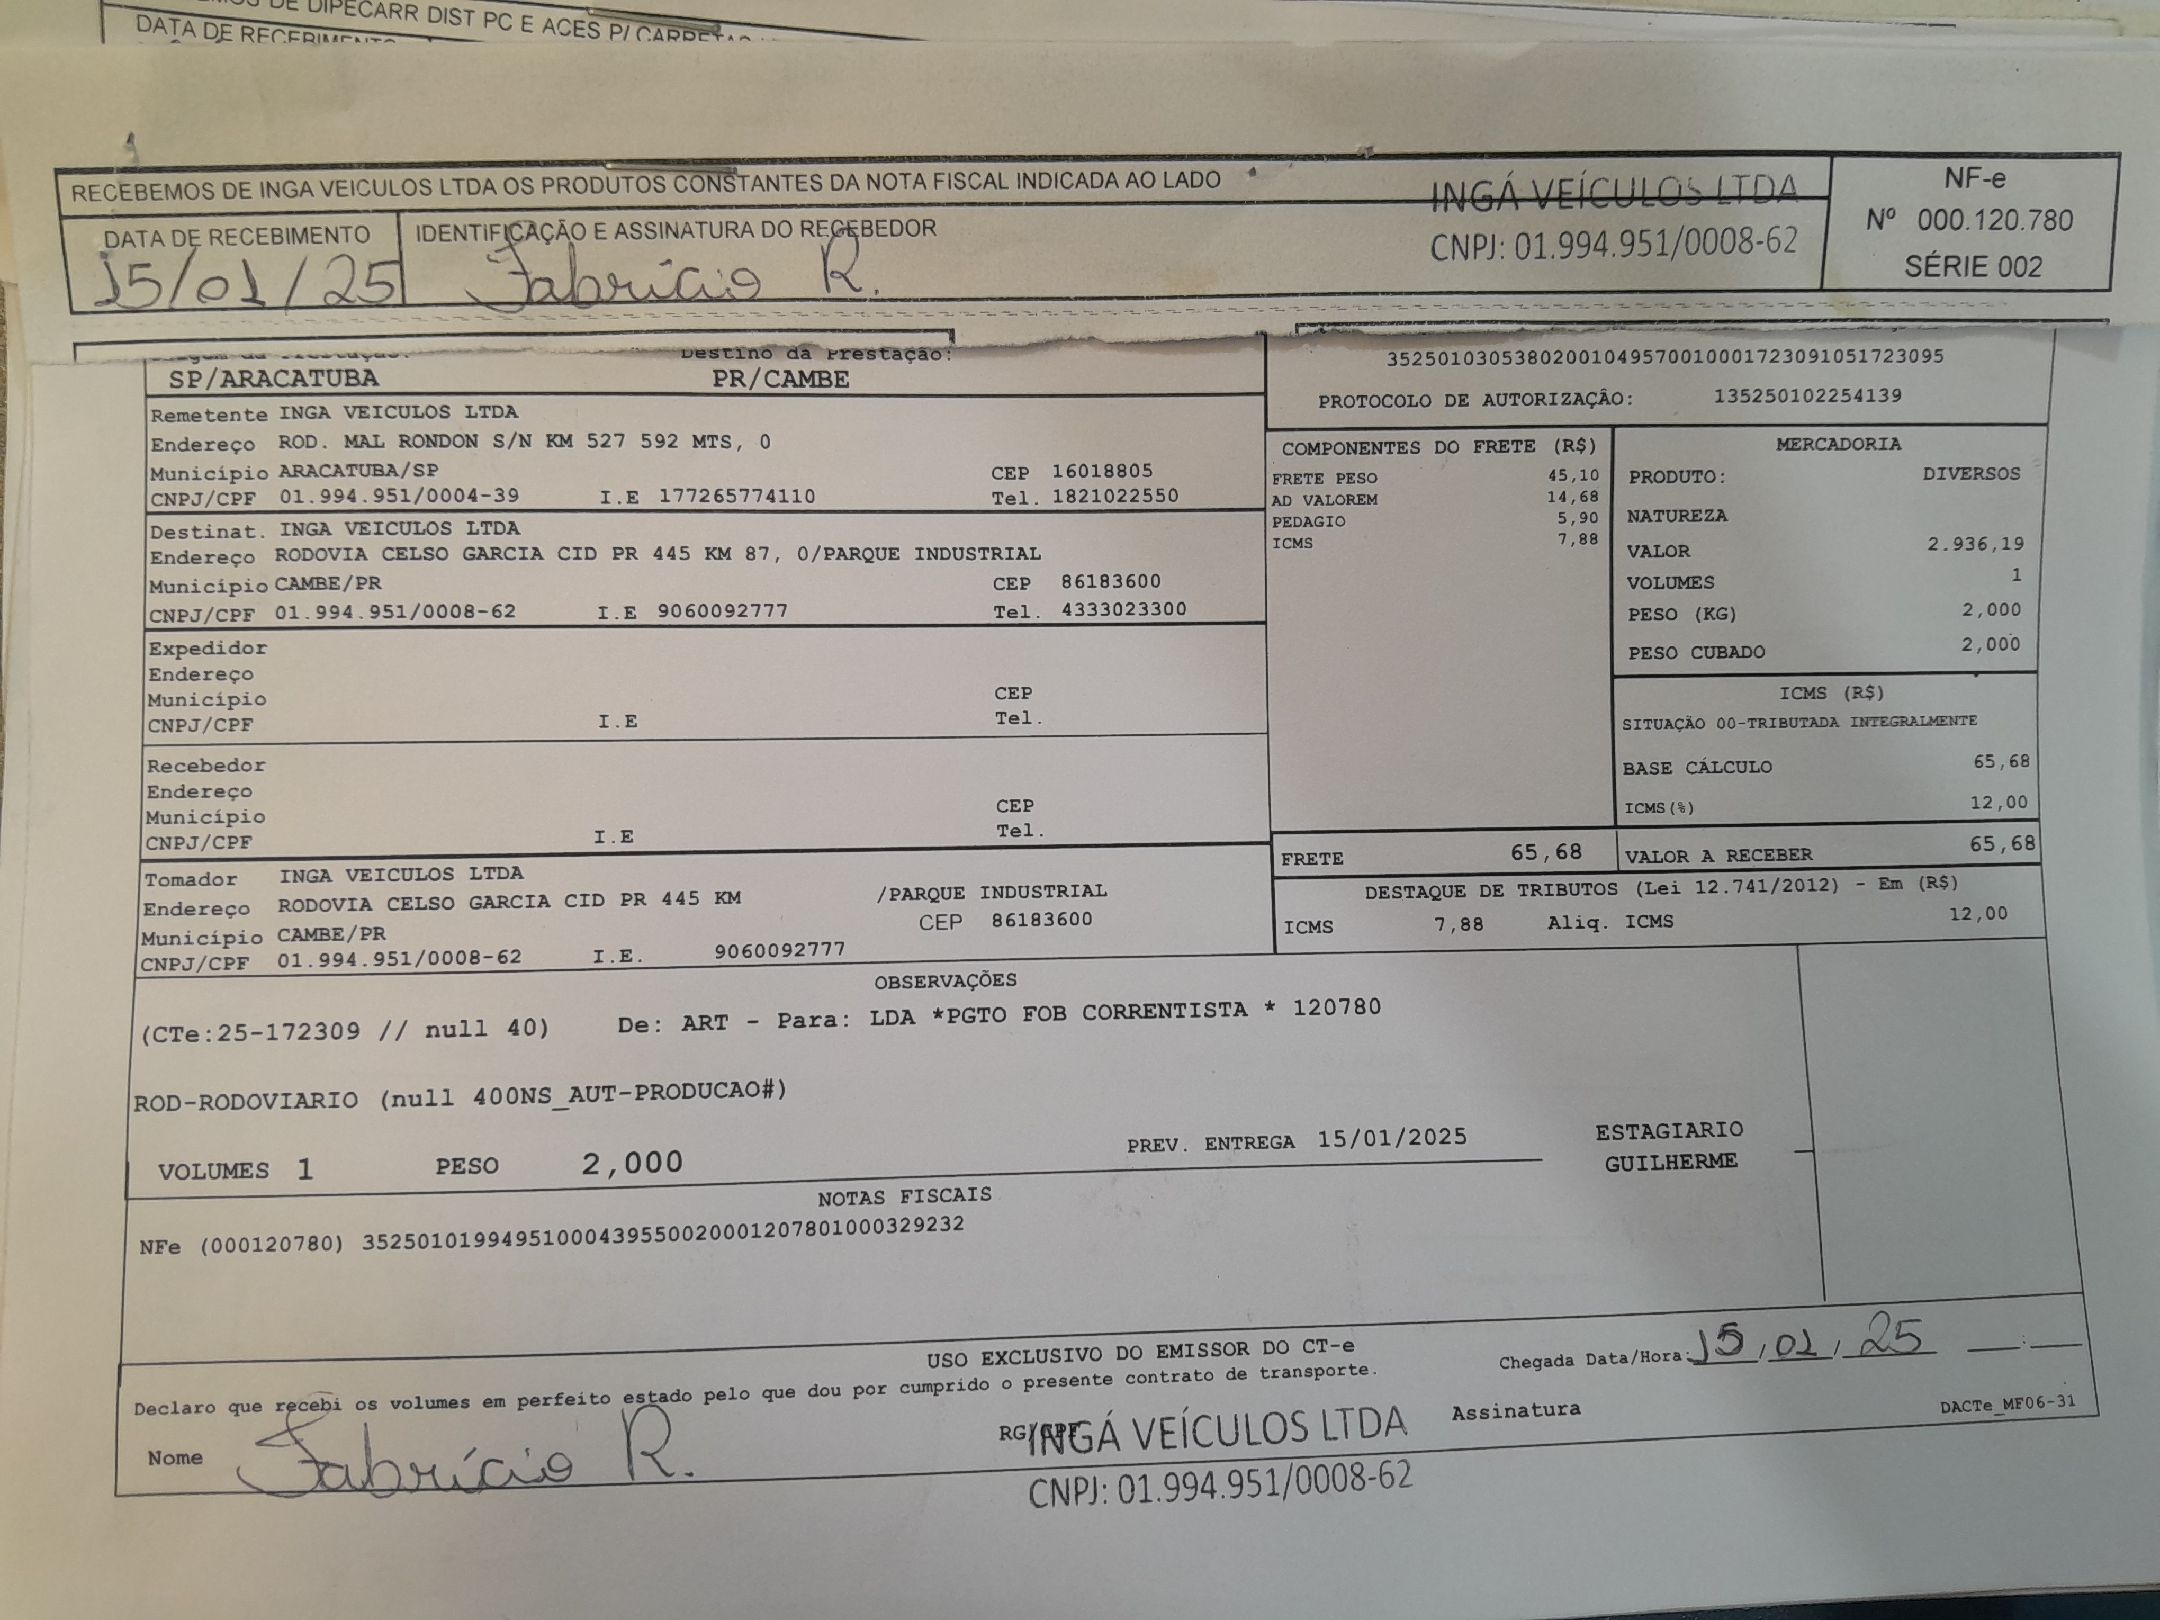 DE DIPECARR DIST PC E ACES P/ CARRETAS
DATA DE RECEBIMENTO
RECEBEMOS DE INGA VEICULOS LTDA OS PRODUTOS CONSTANTES DA NOTA FISCAL INDICADA AO LADO
INGÁ VEÍCULOS LTDA
CNPJ: 01.994.951/0008-62
NF-e
Nº 000.120.780
SÉRIE 002
DATA DE RECEBIMENTO
15/01/25
IDENTIFICAÇÃO E ASSINATURA DO RECEBEDOR
Fabrício R.
Destino da Prestação:
SP/ARACATUBA PR/CAMBE
35250103053802001049570010001723091051723095
PROTOCOLO DE AUTORIZAÇÃO: 135250102254139
Remetente INGA VEICULOS LTDA
Endereço ROD. MAL RONDON S/N KM 527 592 MTS, 0
Município ARACATUBA/SP CEP 16018805
CNPJ/CPF 01.994.951/0004-39 I.E 177265774110 Tel. 1821022550
Destinat. INGA VEICULOS LTDA
Endereço RODOVIA CELSO GARCIA CID PR 445 KM 87, 0/PARQUE INDUSTRIAL
Município CAMBE/PR CEP 86183600
CNPJ/CPF 01.994.951/0008-62 I.E 9060092777 Tel. 4333023300
Expedidor
Endereço
Município CEP
CNPJ/CPF I.E Tel.
Recebedor
Endereço
Município CEP
CNPJ/CPF I.E Tel.
Tomador INGA VEICULOS LTDA
Endereço RODOVIA CELSO GARCIA CID PR 445 KM /PARQUE INDUSTRIAL
Município CAMBE/PR CEP 86183600
CNPJ/CPF 01.994.951/0008-62 I.E. 9060092777
COMPONENTES DO FRETE (R$)
FRETE PESO 45,10
AD VALOREM 14,68
PEDAGIO 5,90
ICMS 7,88
MERCADORIA
PRODUTO: DIVERSOS
NATUREZA
VALOR 2.936,19
VOLUMES 1
PESO (KG) 2,000
PESO CUBADO 2,000
ICMS (R$)
SITUAÇÃO 00-TRIBUTADA INTEGRALMENTE
BASE CÁLCULO 65,68
ICMS(%) 12,00
FRETE 65,68 VALOR A RECEBER 65,68
DESTAQUE DE TRIBUTOS (Lei 12.741/2012) - Em (R$)
ICMS 7,88 Aliq. ICMS 12,00
OBSERVAÇÕES
(CTe:25-172309 // null 40) De: ART - Para: LDA *PGTO FOB CORRENTISTA * 120780
ROD-RODOVIARIO (null 400NS_AUT-PRODUCAO#)
VOLUMES 1 PESO 2,000 PREV. ENTREGA 15/01/2025
ESTAGIARIO
GUILHERME
NOTAS FISCAIS
NFe (000120780) 35250101994951000439550020001207801000329232
USO EXCLUSIVO DO EMISSOR DO CT-e
Declaro que recebi os volumes em perfeito estado pelo que dou por cumprido o presente contrato de transporte.
Chegada Data/Hora: 15/01/25 __:__
Nome Fabrício R. RG/CPF Assinatura
DACTe_MF06-31
INGÁ VEÍCULOS LTDA
CNPJ: 01.994.951/0008-62